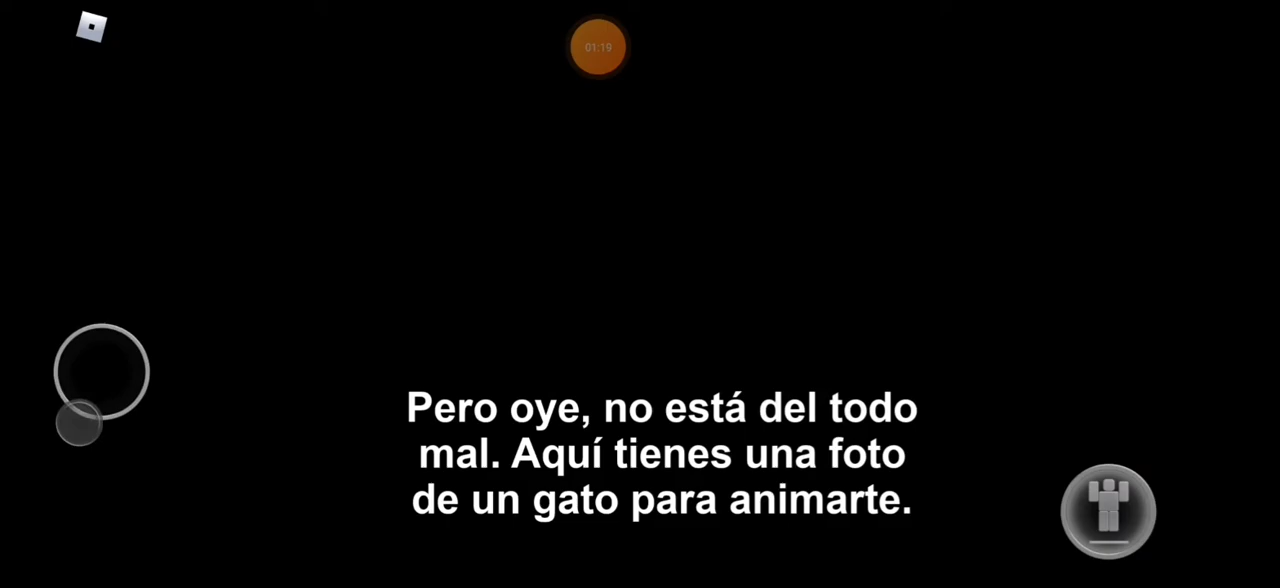 01:19
Pero oye, no está del todo
mal. Aquí tienes una foto
de un gato para animarte.